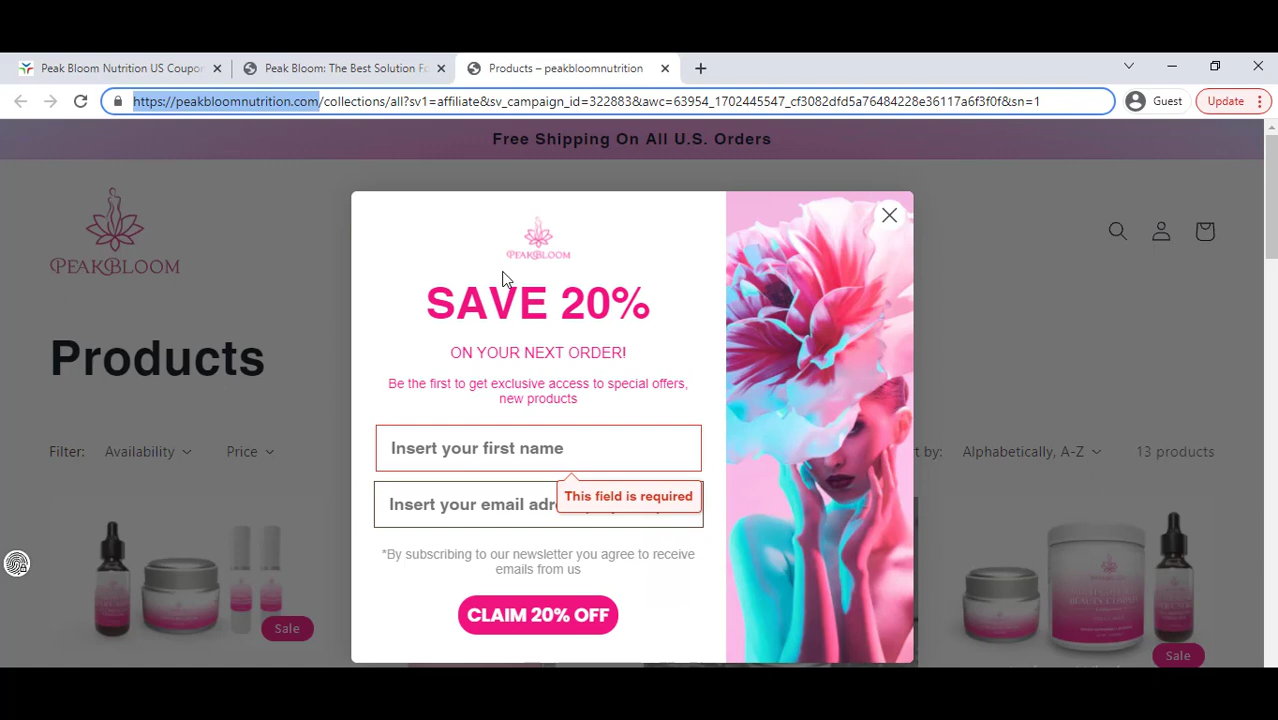 Peak Bloom Nutrition US Coupon
Peak Bloom: The Best Solution Fo
Products – peakbloomnutrition
https://peakbloomnutrition.com/collections/all?sv1=affiliate&sv_campaign_id=322883&awc=63954_1702445547_cf3082dfd5a76484228e36117a6f3f0f&sn=1
Guest
Update
Free Shipping On All U.S. Orders
PEAKBLOOM
PEAKBLOOM
SAVE 20%
ON YOUR NEXT ORDER!
Be the first to get exclusive access to special offers,
new products
Products
Insert your first name
Filter: Availability Price
rt by: Alphabetically, A-Z 13 products
This field is required
Insert your email adr
*By subscribing to our newsletter you agree to receive
emails from us
CLAIM 20% OFF
Sale
Sale